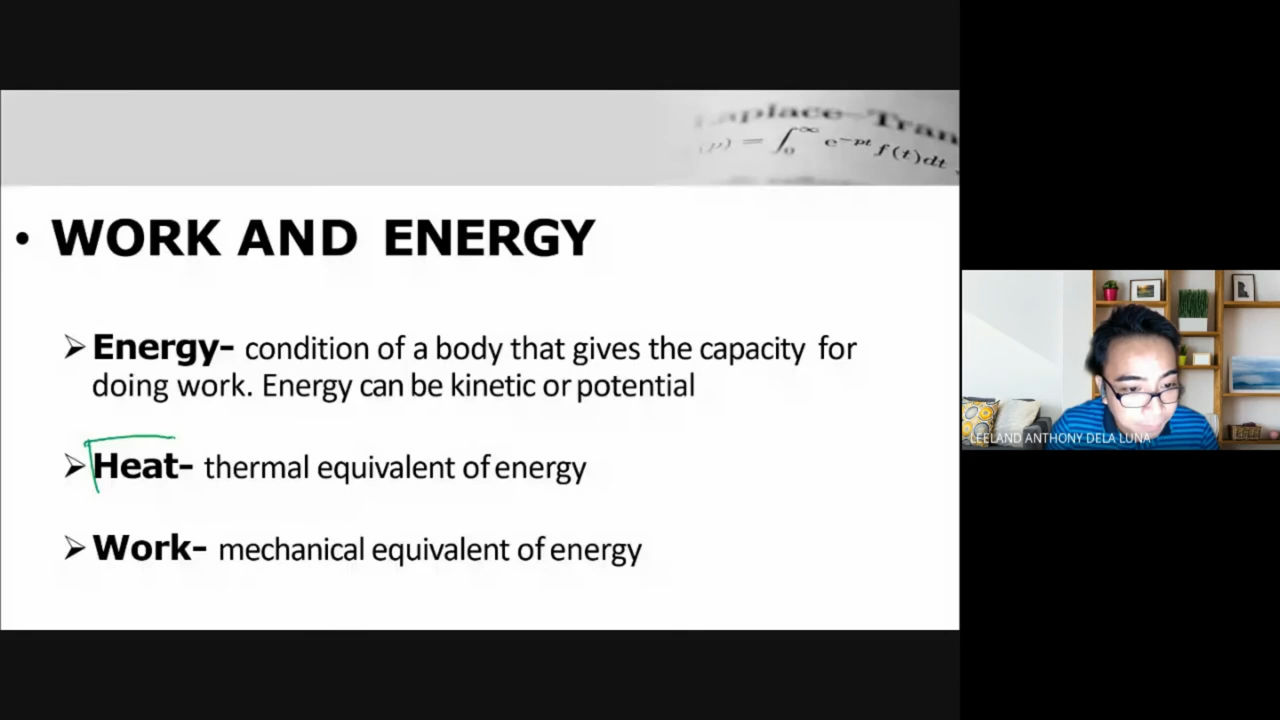 Laplace-Tran
(p) = ∫₀^∞ e^-pt f(t)dt
• WORK AND ENERGY
➢ Energy- condition of a body that gives the capacity for
doing work. Energy can be kinetic or potential
➢ Heat- thermal equivalent of energy
➢ Work- mechanical equivalent of energy
LEELAND ANTHONY DELA LUNA